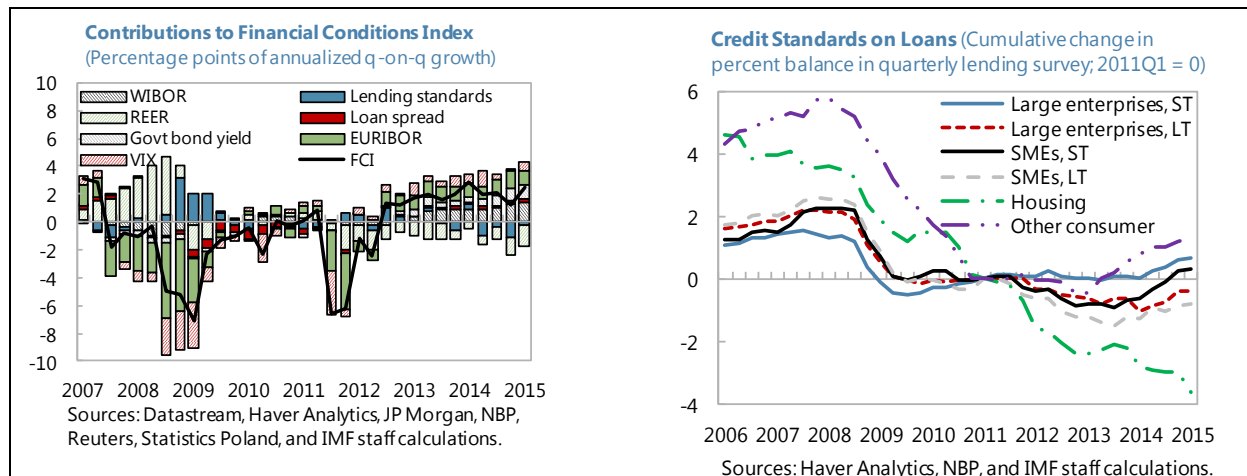 Contributions to Financial Conditions Index
(Percentage points of annualized q-on-q growth)
10
8
6
4
2
0
-2
-4
-6
-8
-10
WIBOR
Lending standards
REER
Loan spread
Govt bond yield
EURIBOR
VIX
FCI
2007 2008 2009 2010 2011 2012 2013 2014 2015
Sources: Datastream, Haver Analytics, JP Morgan, NBP,
Reuters, Statistics Poland, and IMF staff calculations.
Credit Standards on Loans (Cumulative change in
percent balance in quarterly lending survey; 2011Q1 = 0)
6
4
2
0
-2
-4
Large enterprises, ST
Large enterprises, LT
SMEs, ST
SMEs, LT
Housing
Other consumer
2006 2007 2008 2009 2010 2011 2012 2013 2014 2015
Sources: Haver Analytics, NBP, and IMF staff calculations.